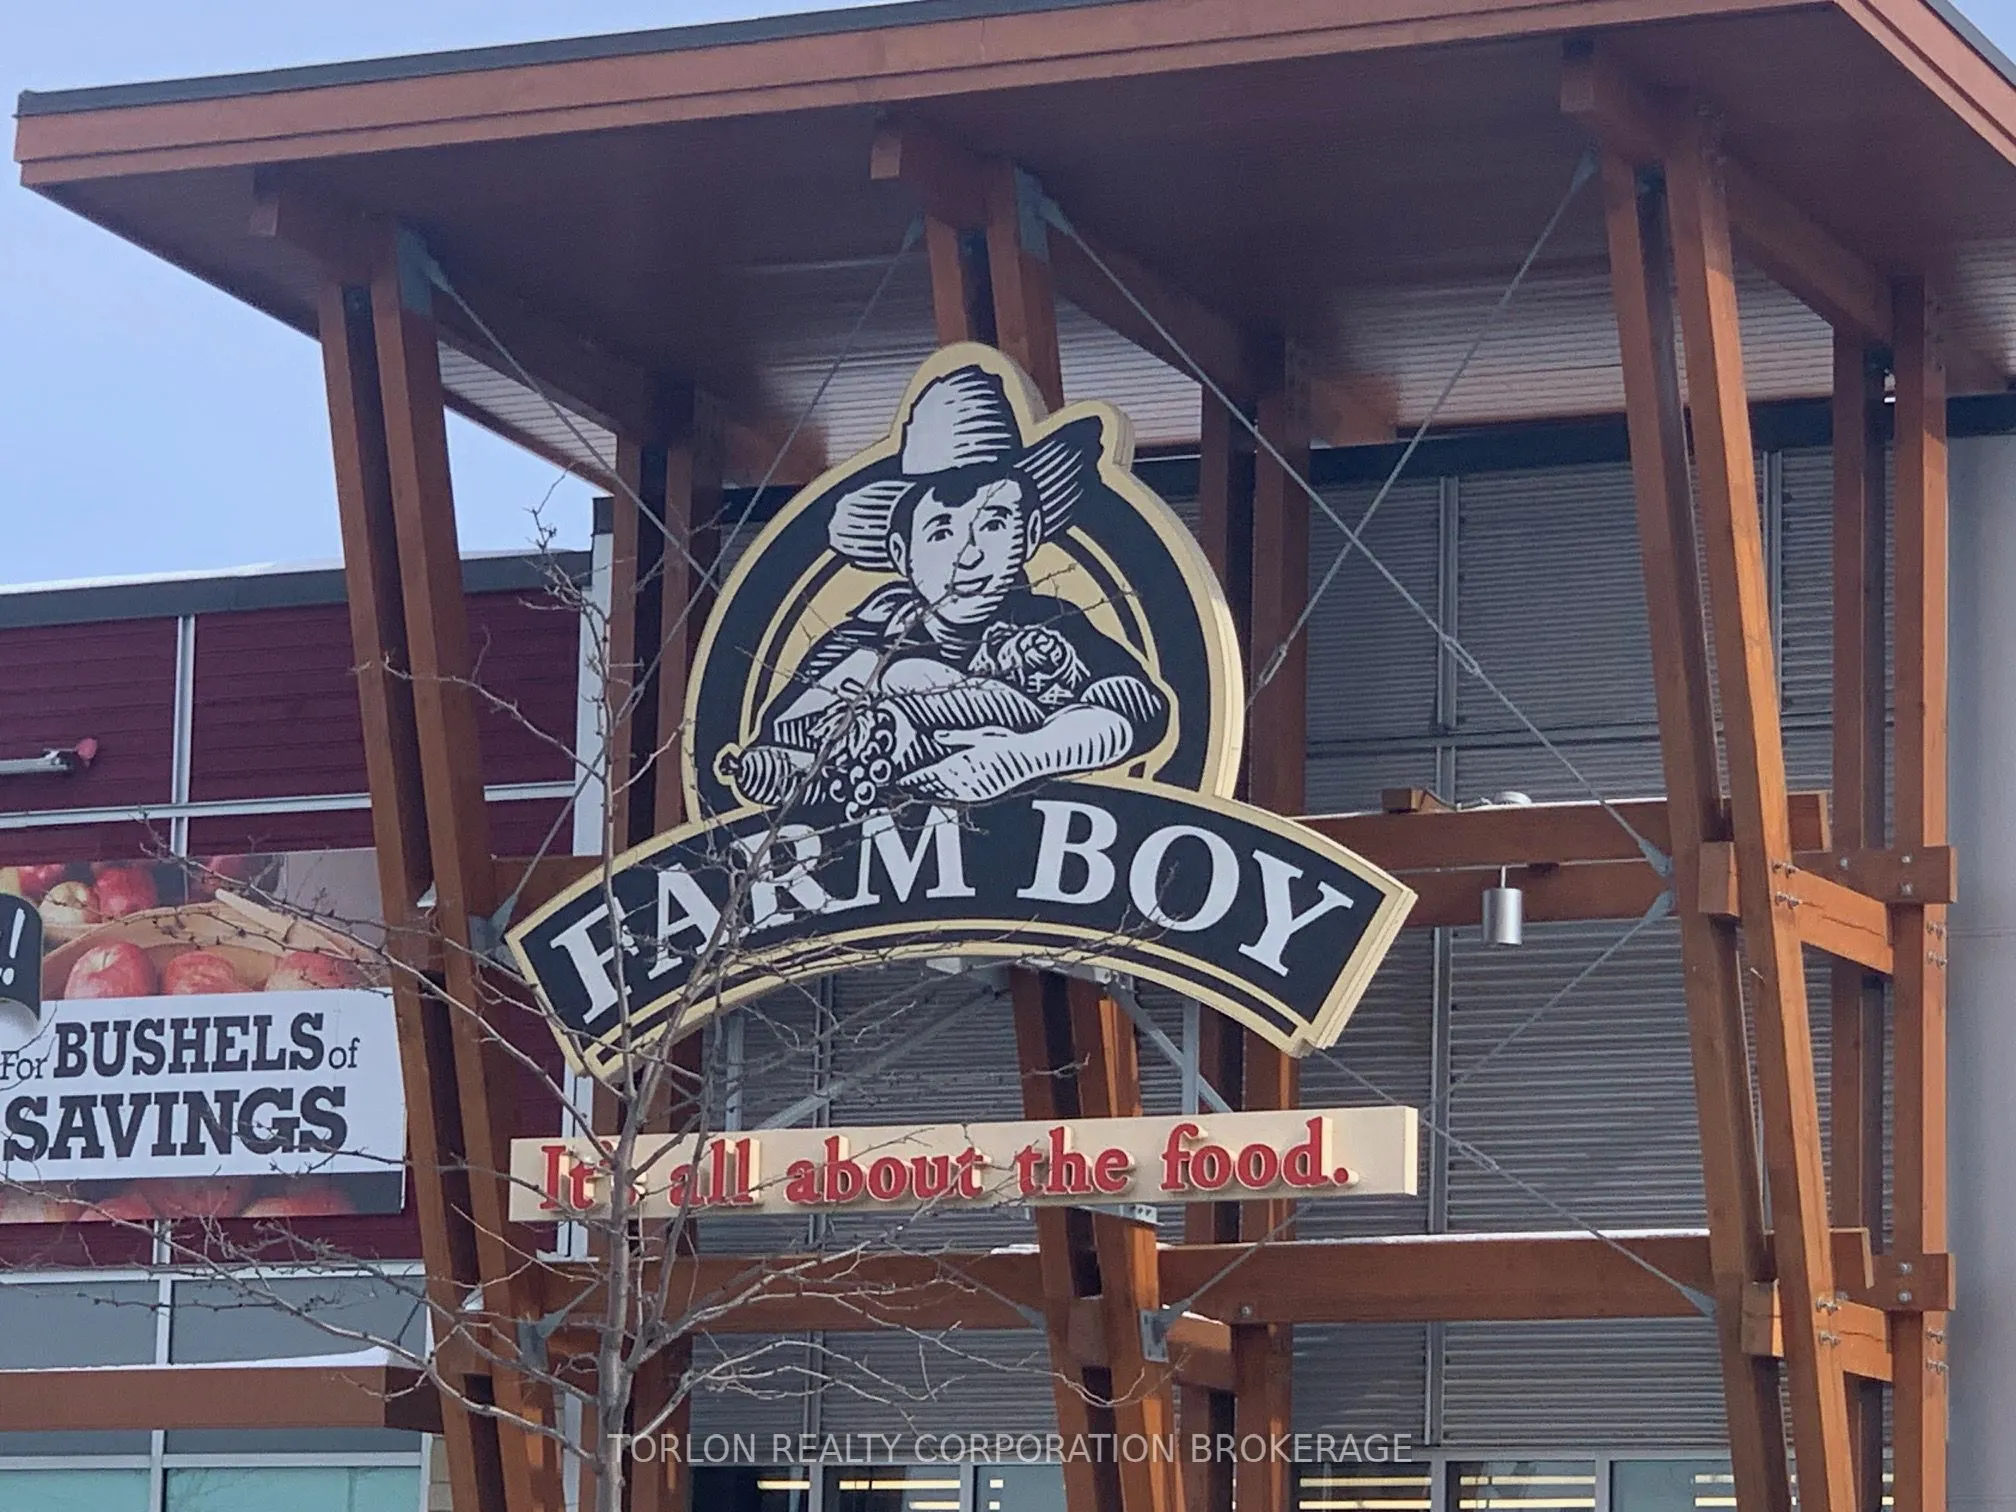 FARM BOY
It's all about the food.
!
For BUSHELS of
SAVINGS
TORLON REALTY CORPORATION BROKERAGE